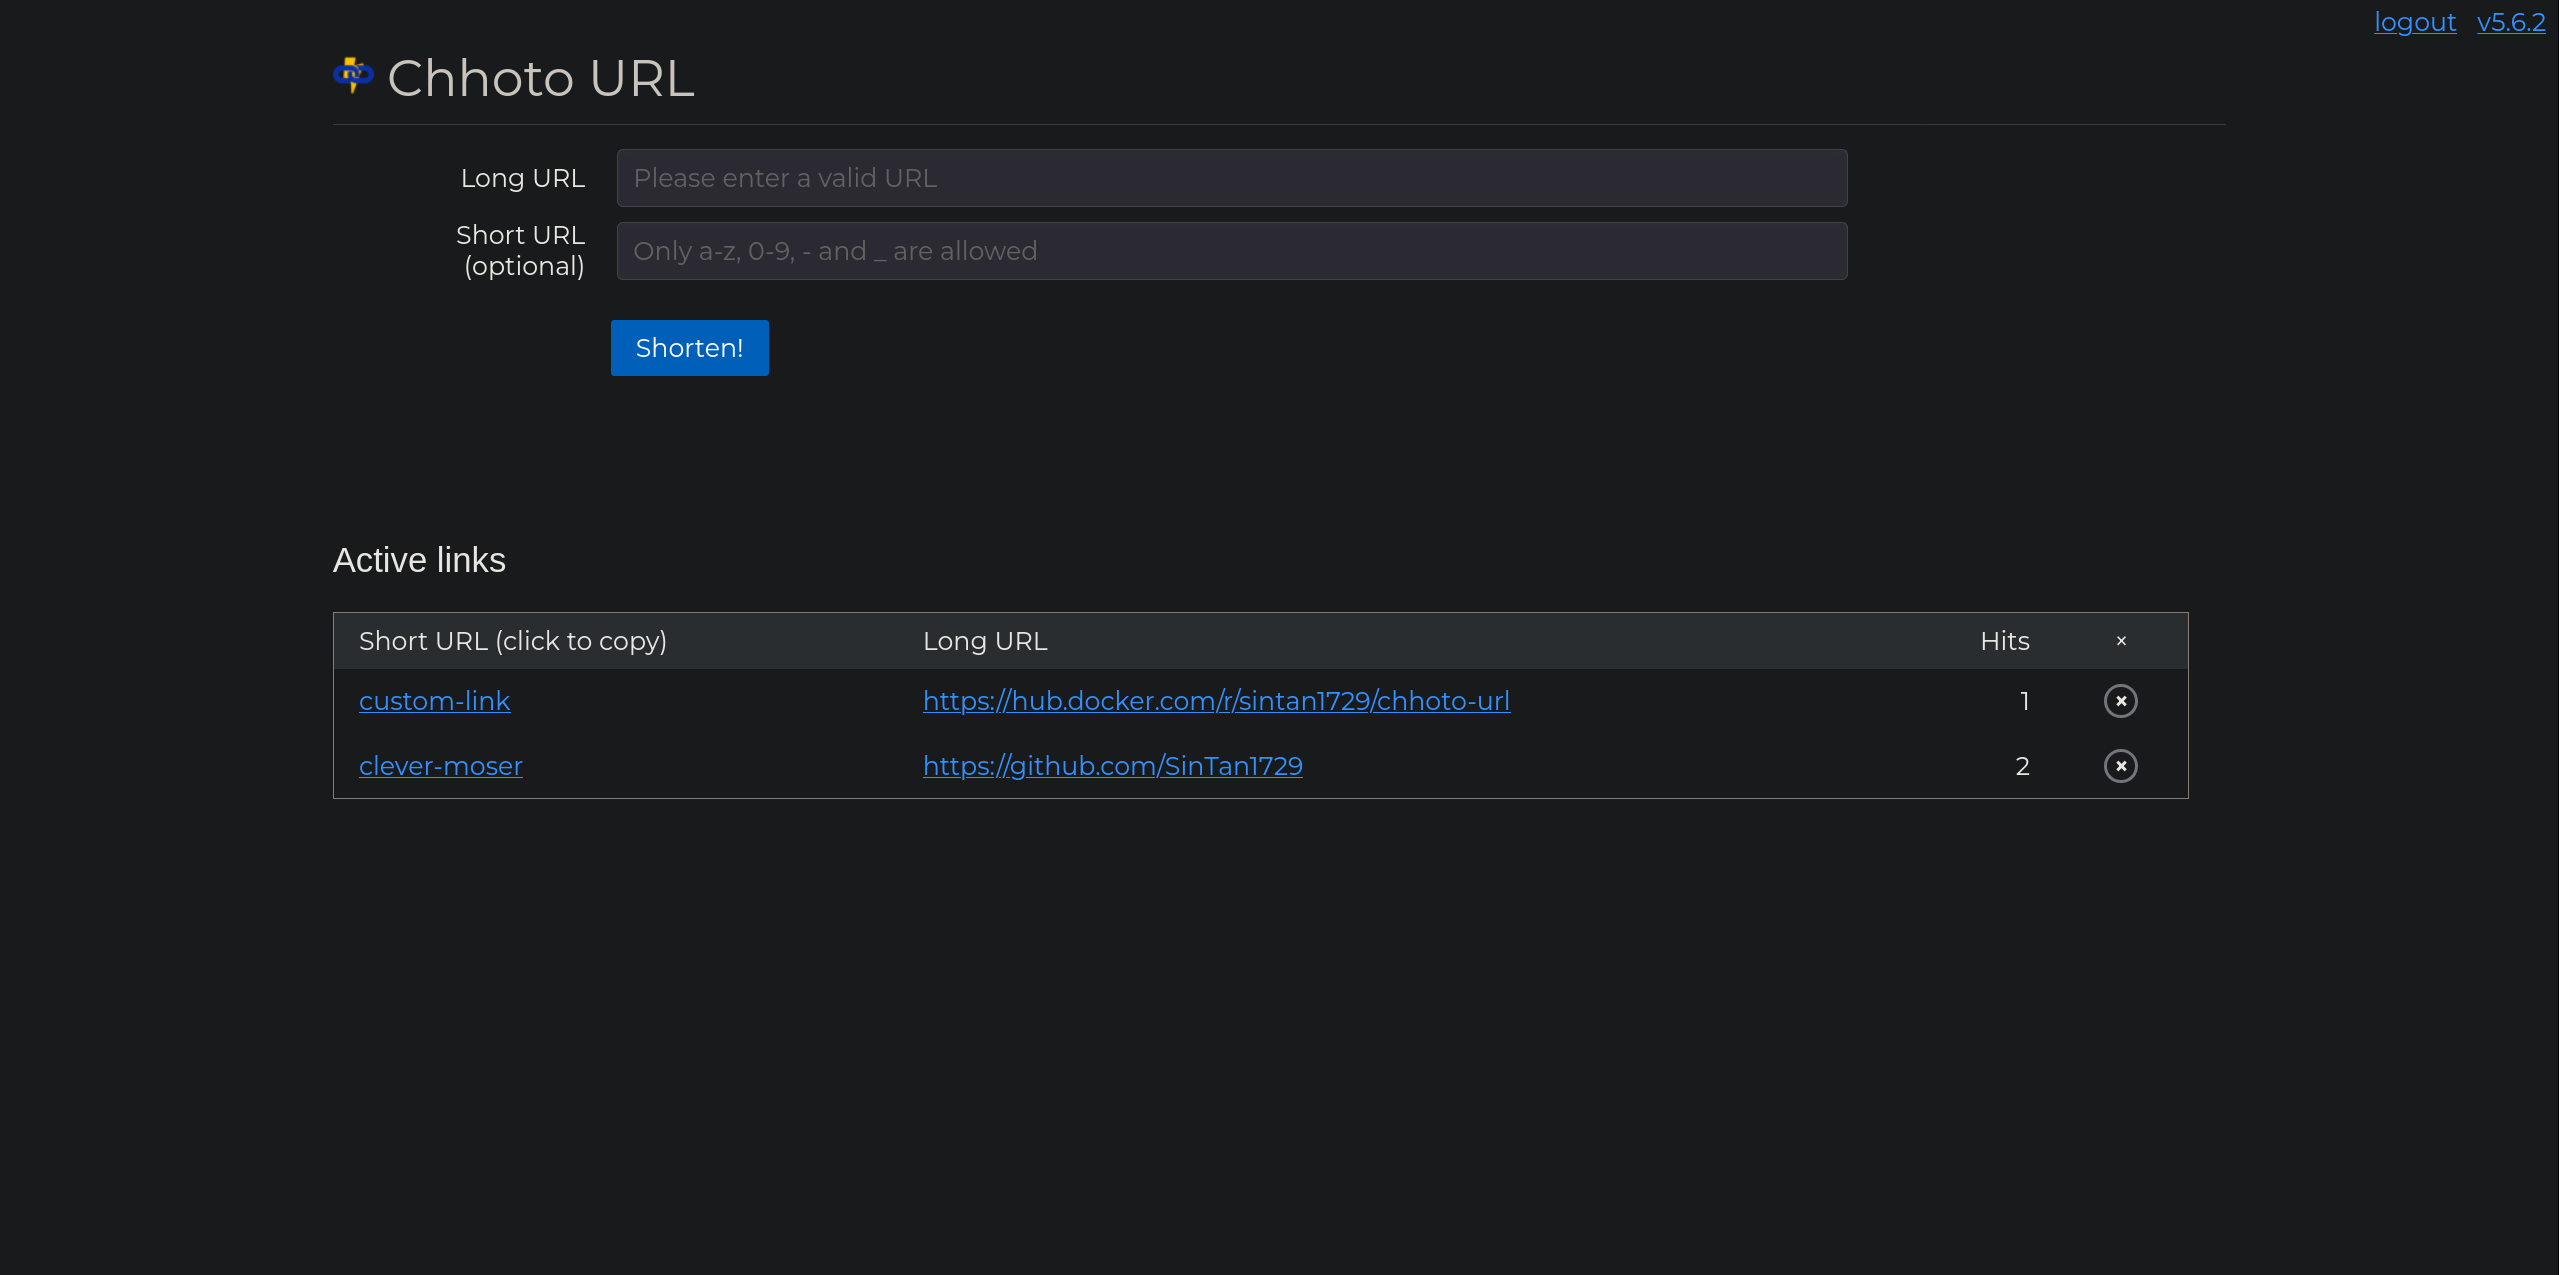 logout v5.6.2
Chhoto URL
Long URL Please enter a valid URL
Short URL
(optional)
Only a-z, 0-9, - and _ are allowed
Shorten!
Active links
Short URL (click to copy) Long URL Hits ×
custom-link https://hub.docker.com/r/sintan1729/chhoto-url 1 ×
clever-moser https://github.com/SinTan1729 2 ×